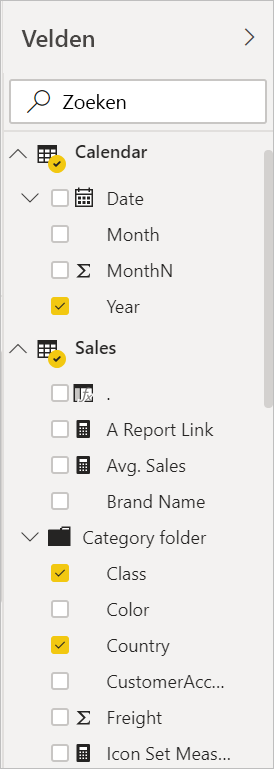 Velden
Zoeken
Calendar
Date
Month
Σ MonthN
Year
Sales
.
A Report Link
Avg. Sales
Brand Name
Category folder
Class
Color
Country
CustomerAcc...
Σ Freight
Icon Set Meas...